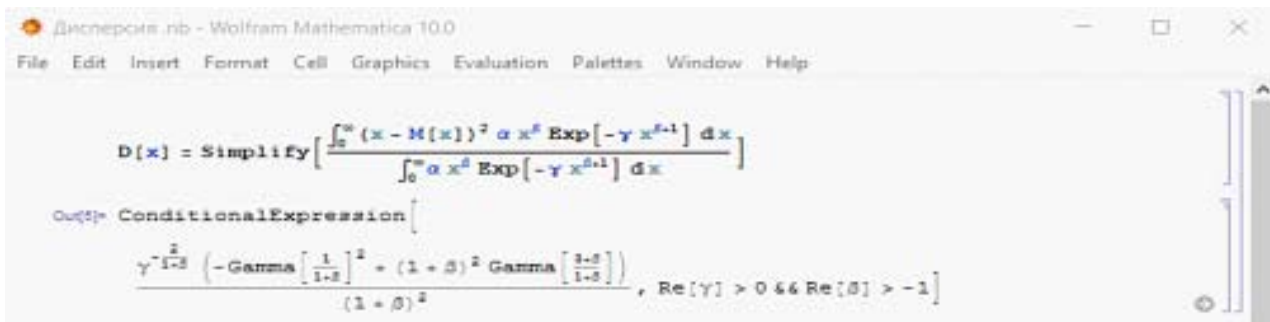 Дисперсия .nb - Wolfram Mathematica 10.0
File Edit Insert Format Cell Graphics Evaluation Palettes Window Help
D[x] = Simplify[ ∫₀^∞ (x - M[x])² α x^β Exp[-γ x^(β+1)] dx / ∫₀^∞ α x^β Exp[-γ x^(β+1)] dx ]
Out[5]= ConditionalExpression[
γ^(-2/(1+β)) (-Gamma[1/(1+β)]² + (1 + β)² Gamma[(3+β)/(1+β)]) / (1 + β)², Re[γ] > 0 && Re[β] > -1]